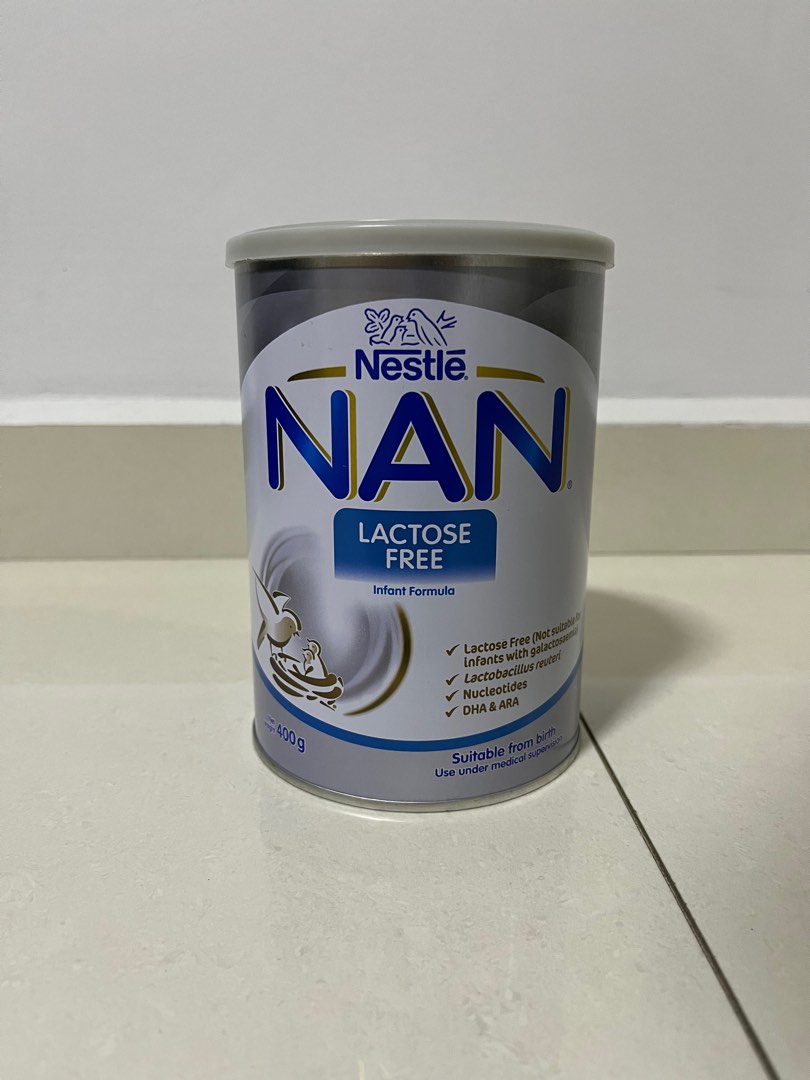 Nestlé®
NAN®
LACTOSE
FREE
Infant Formula
Lactose Free (Not suitable
infants with galactosaemia)
Lactobacillus reuteri
Nucleotides
DHA & ARA
400g
Suitable from birth
Use under medical supervision